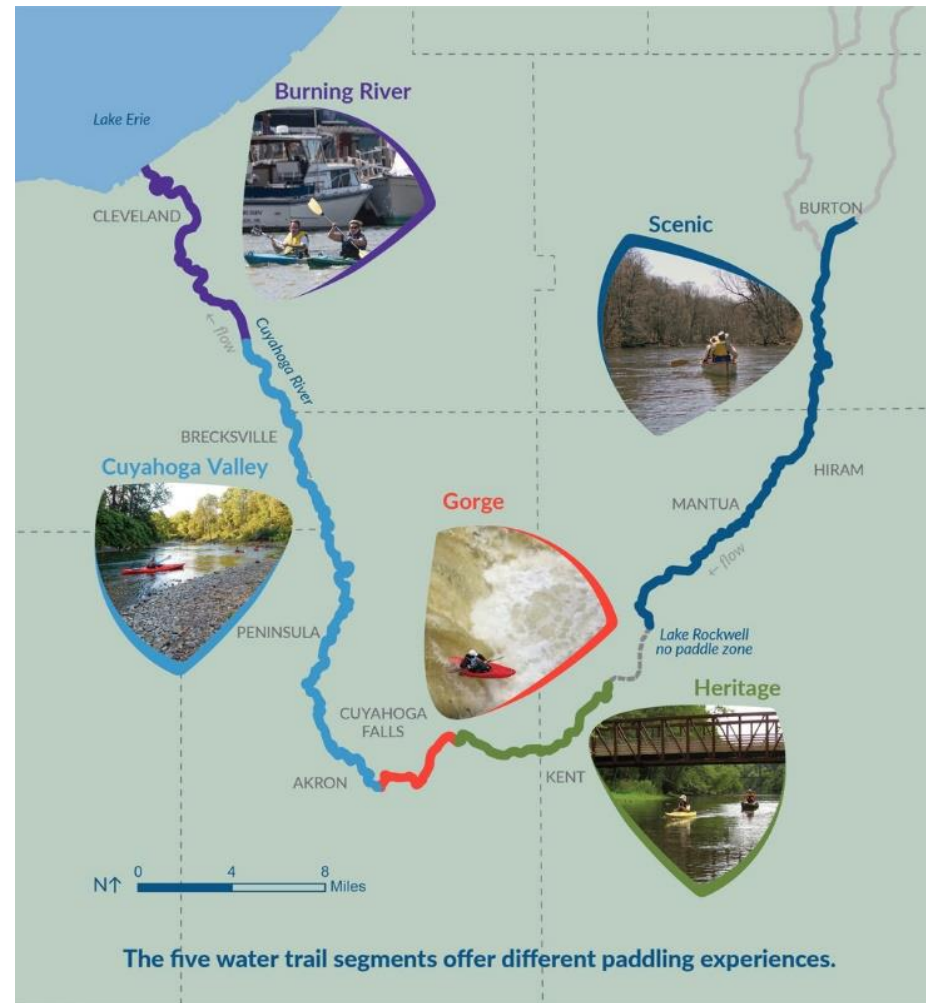 Burning River
Lake Erie
CLEVELAND
BURTON
Scenic
← flow
Cuyahoga River
BRECKSVILLE
Cuyahoga Valley
HIRAM
MANTUA
Gorge
← flow
PENINSULA
Lake Rockwell
no paddle zone
Heritage
CUYAHOGA
FALLS
AKRON
KENT
N↑ 0 4 8 Miles
The five water trail segments offer different paddling experiences.